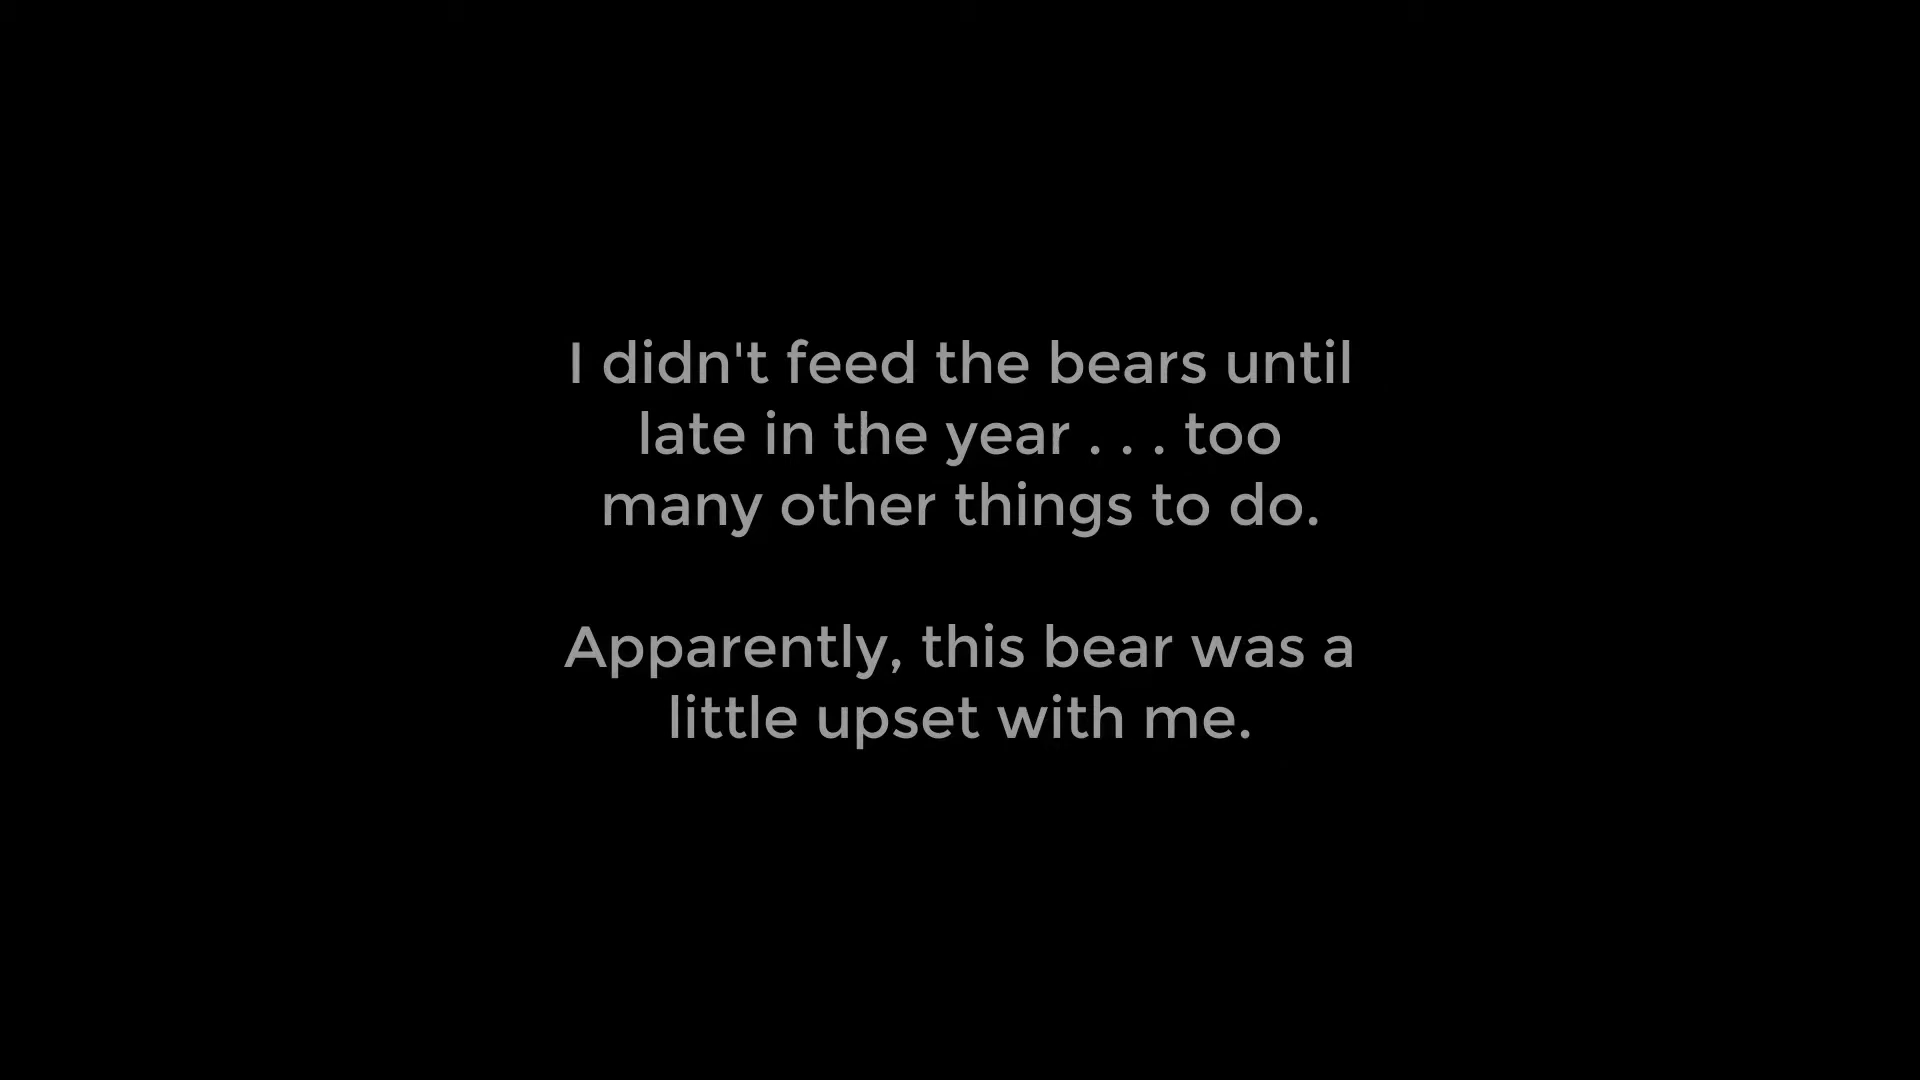 I didn't feed the bears until
late in the year . . . too
many other things to do.
Apparently, this bear was a
little upset with me.